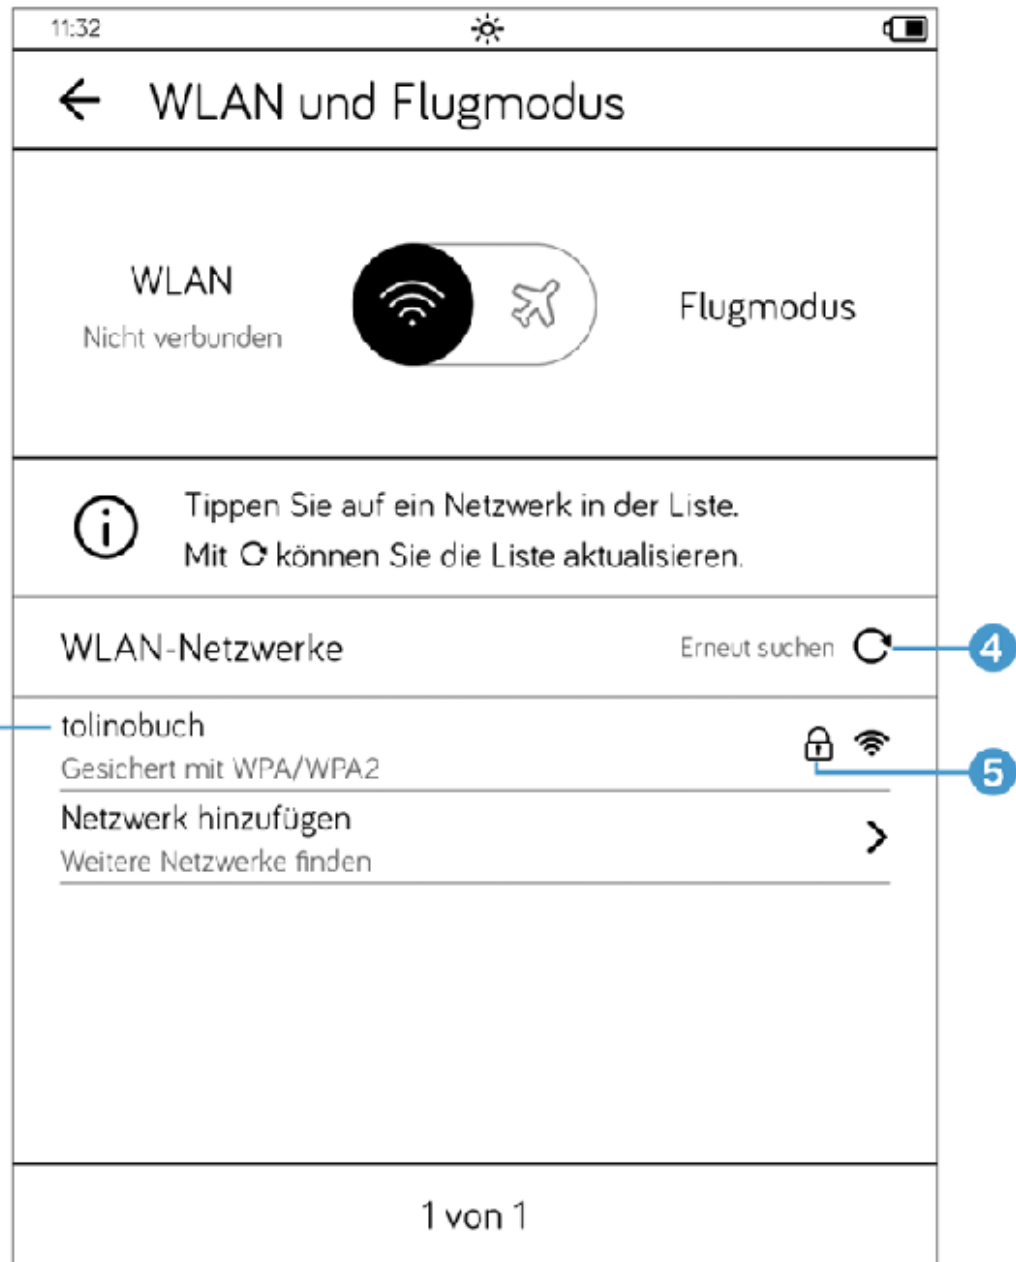 11:32
WLAN und Flugmodus
WLAN
Nicht verbunden
Flugmodus
Tippen Sie auf ein Netzwerk in der Liste.
Mit können Sie die Liste aktualisieren.
WLAN-Netzwerke
Erneut suchen
4
tolinobuch
Gesichert mit WPA/WPA2
5
Netzwerk hinzufügen
Weitere Netzwerke finden
1 von 1